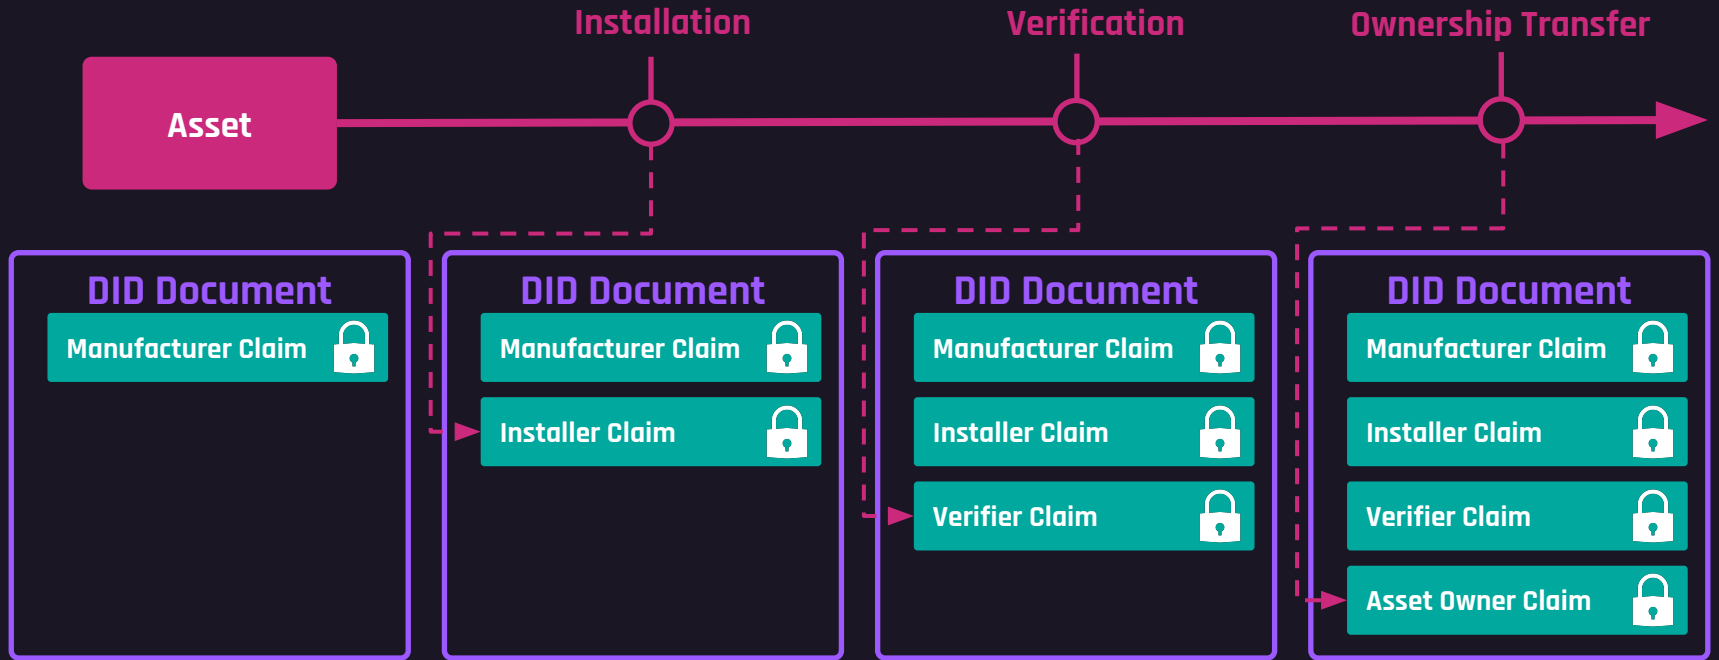 Installation
Verification
Ownership Transfer
Asset
DID Document
Manufacturer Claim
DID Document
Manufacturer Claim
Installer Claim
DID Document
Manufacturer Claim
Installer Claim
Verifier Claim
DID Document
Manufacturer Claim
Installer Claim
Verifier Claim
Asset Owner Claim